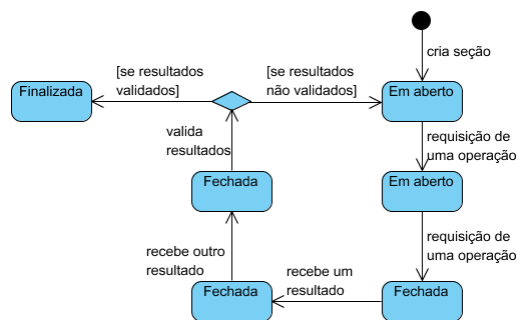 cria seção
[se resultados
validados]
[se resultados
não validados]
Finalizada
Em aberto
valida
resultados
requisição de
uma operação
Fechada
Em aberto
recebe outro
resultado
requisição de
uma operação
recebe um
resultado
Fechada
Fechada